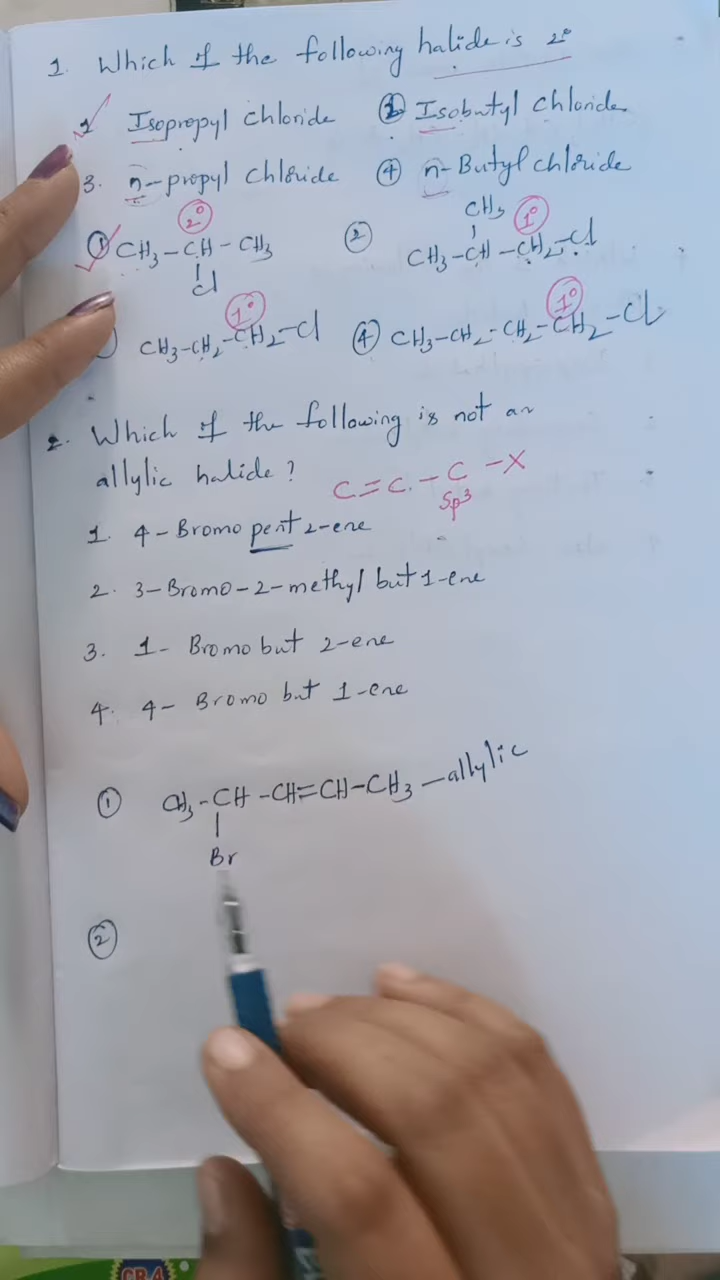 1. Which of the following halide is 2°
1 Isopropyl chloride ② Isobutyl chloride
3. n-propyl chloride ④ n-Butyl chloride
① CH3-CH-CH3 2°
Cl
② CH3-CH-CH2-Cl 1°
CH3
CH3-CH2-CH2-Cl 1°
④ CH3-CH2-CH2-CH2-Cl 1°
2. Which of the following is not an
allylic halide? C=C-C-X
Sp3
1. 4-Bromo pent 2-ene
2. 3-Bromo-2-methyl but 1-ene
3. 1-Bromo but 2-ene
4. 4-Bromo but 1-ene
① CH3-CH-CH=CH-CH3-allylic
Br
②